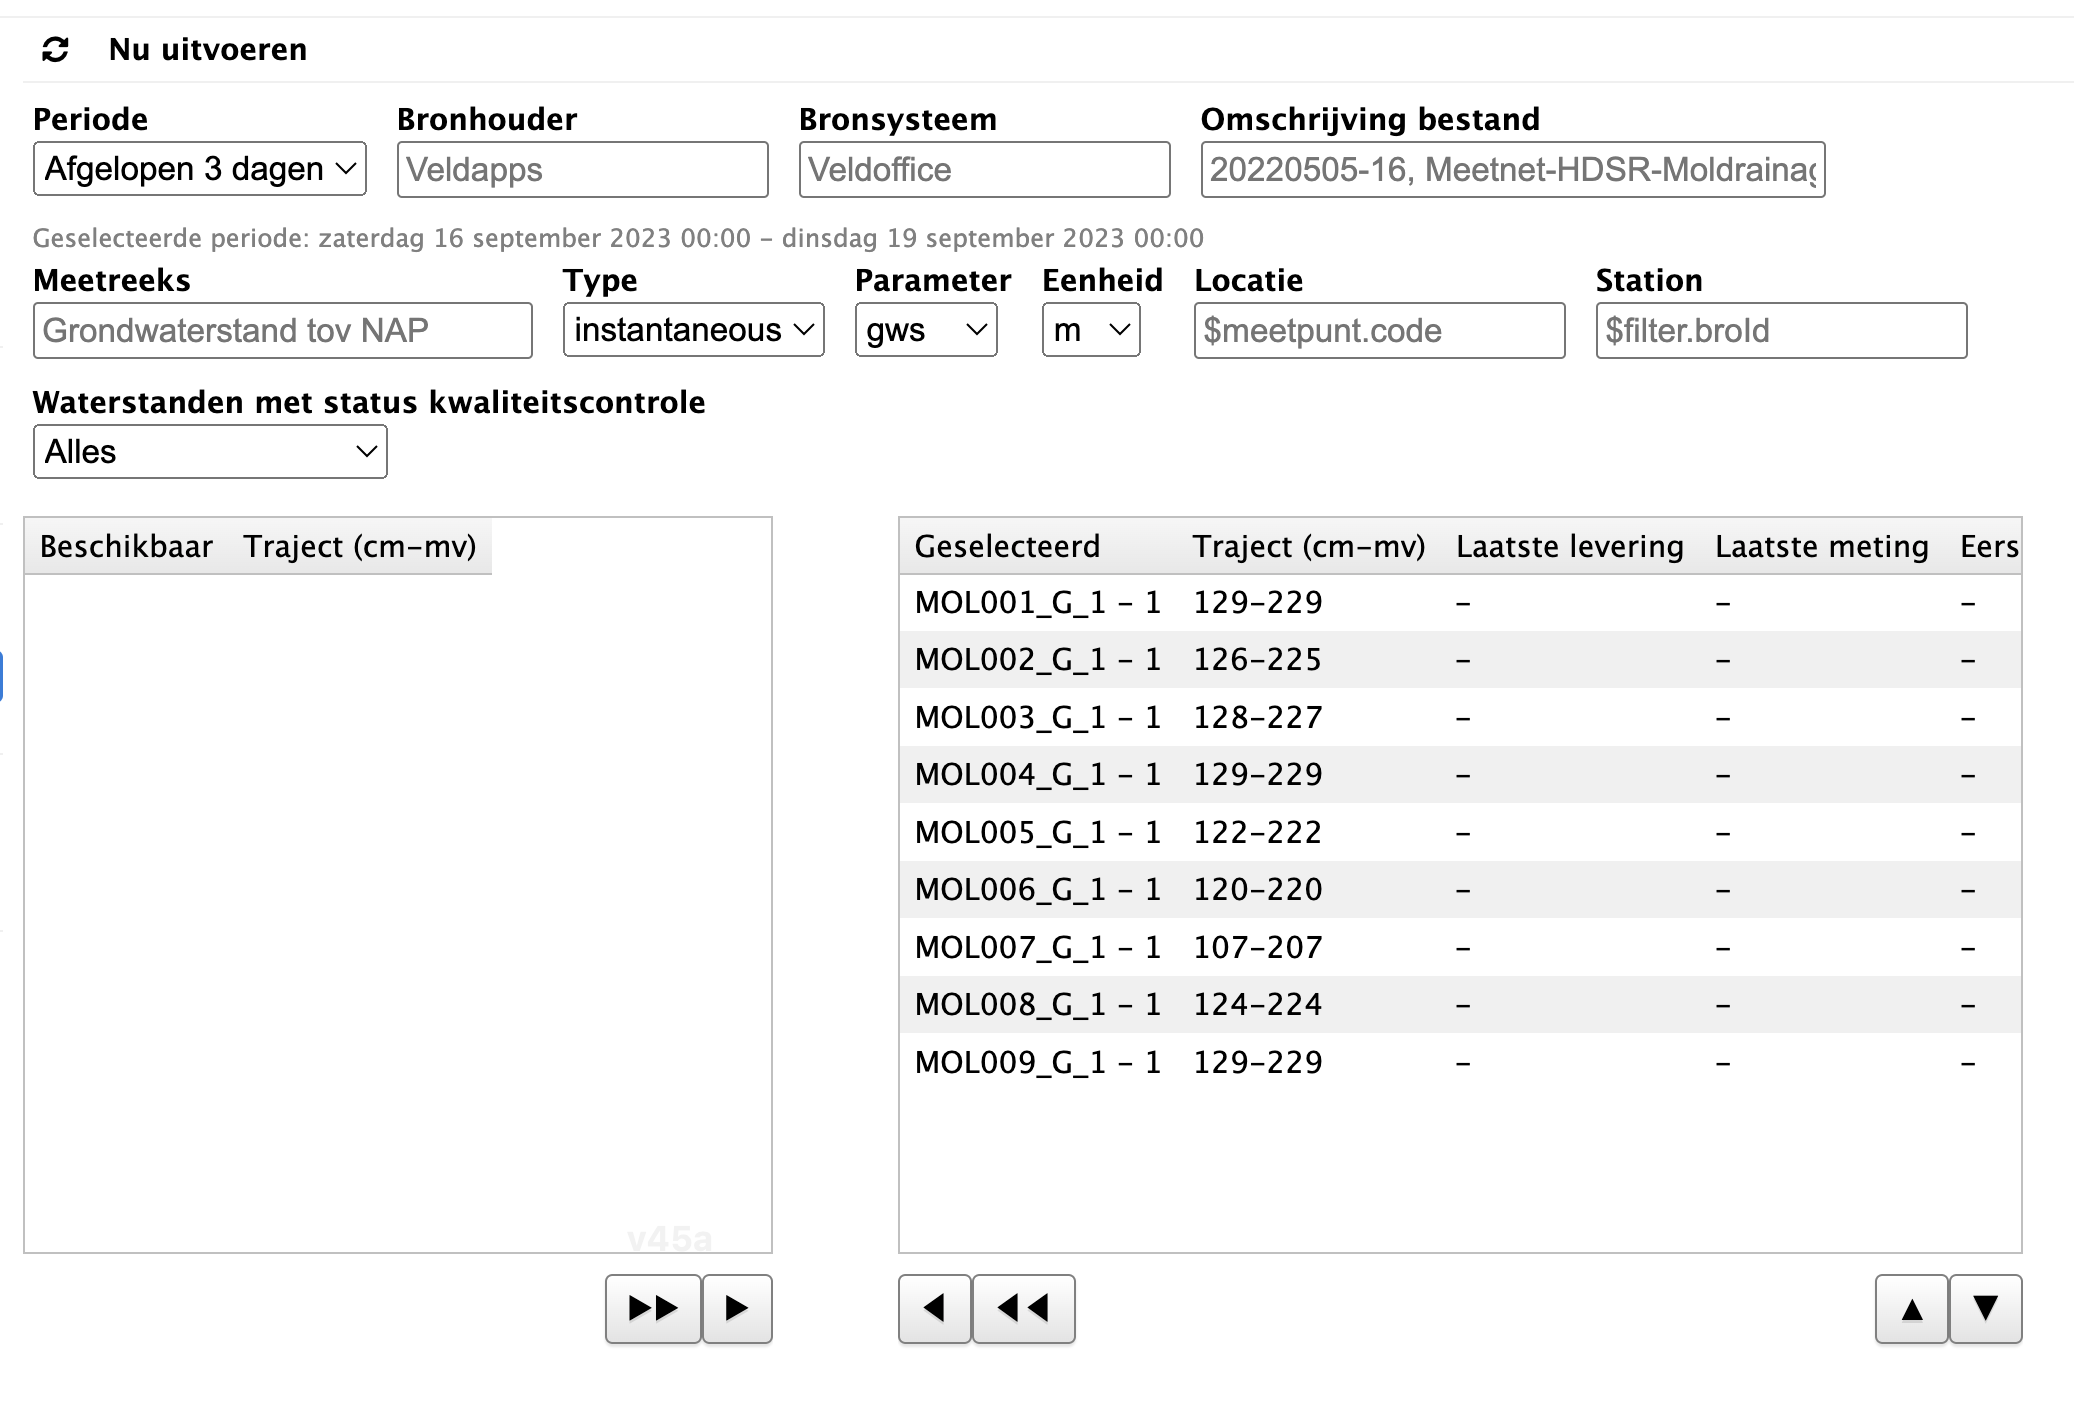 Nu uitvoeren
Periode Bronhouder Bronsysteem Omschrijving bestand
Afgelopen 3 dagen Veldapps Veldoffice 20220505-16, Meetnet-HDSR-Moldrainag
Geselecteerde periode: zaterdag 16 september 2023 00:00 – dinsdag 19 september 2023 00:00
Meetreeks Type Parameter Eenheid Locatie Station
Grondwaterstand tov NAP instantaneous gws m $meetpunt.code $filter.broId
Waterstanden met status kwaliteitscontrole
Alles
Beschikbaar Traject (cm-mv) Geselecteerd Traject (cm-mv) Laatste levering Laatste meting Eers
MOL001_G_1 - 1 129-229 - - -
MOL002_G_1 - 1 126-225 - - -
MOL003_G_1 - 1 128-227 - - -
MOL004_G_1 - 1 129-229 - - -
MOL005_G_1 - 1 122-222 - - -
MOL006_G_1 - 1 120-220 - - -
MOL007_G_1 - 1 107-207 - - -
MOL008_G_1 - 1 124-224 - - -
MOL009_G_1 - 1 129-229 - - -
v45a